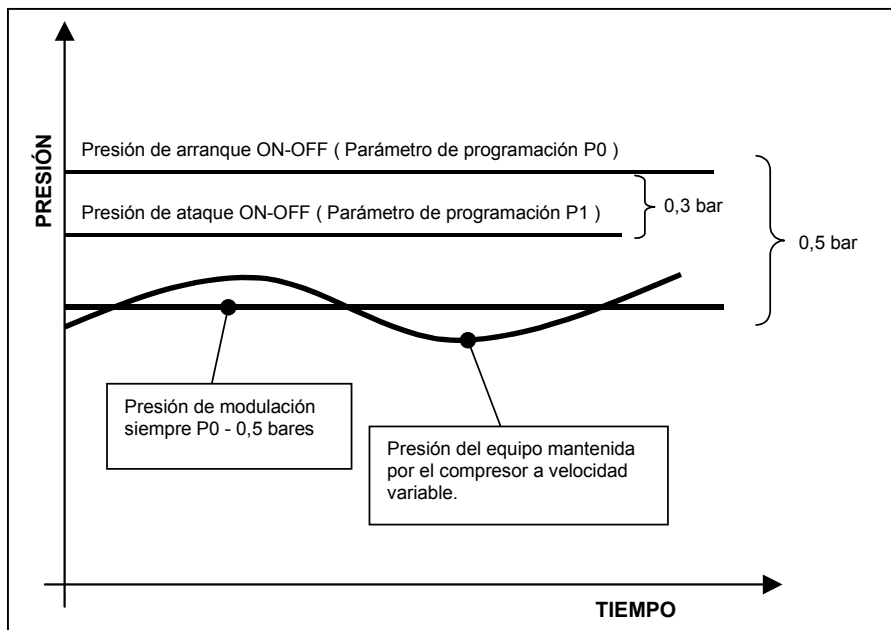 PRESIÓN
Presión de arranque ON-OFF ( Parámetro de programación P0 )
Presión de ataque ON-OFF ( Parámetro de programación P1 )
0,3 bar
0,5 bar
Presión de modulación
siempre P0 - 0,5 bares
Presión del equipo mantenida
por el compresor a velocidad
variable.
TIEMPO